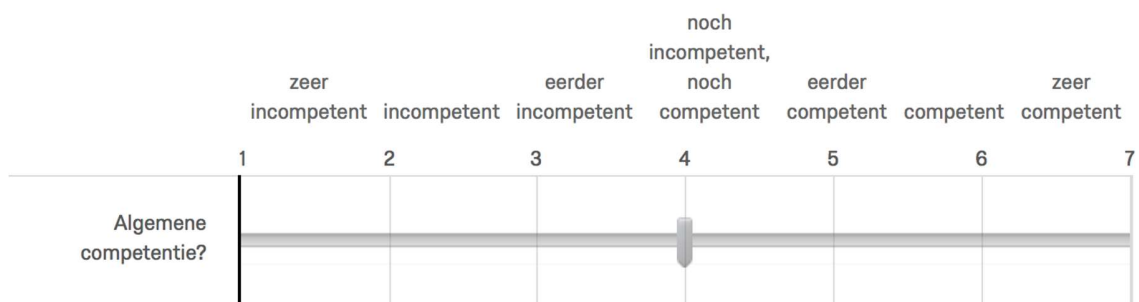 noch
incompetent,
zeer eerder noch eerder zeer
incompetent incompetent incompetent competent competent competent competent
1 2 3 4 5 6 7
Algemene
competentie?